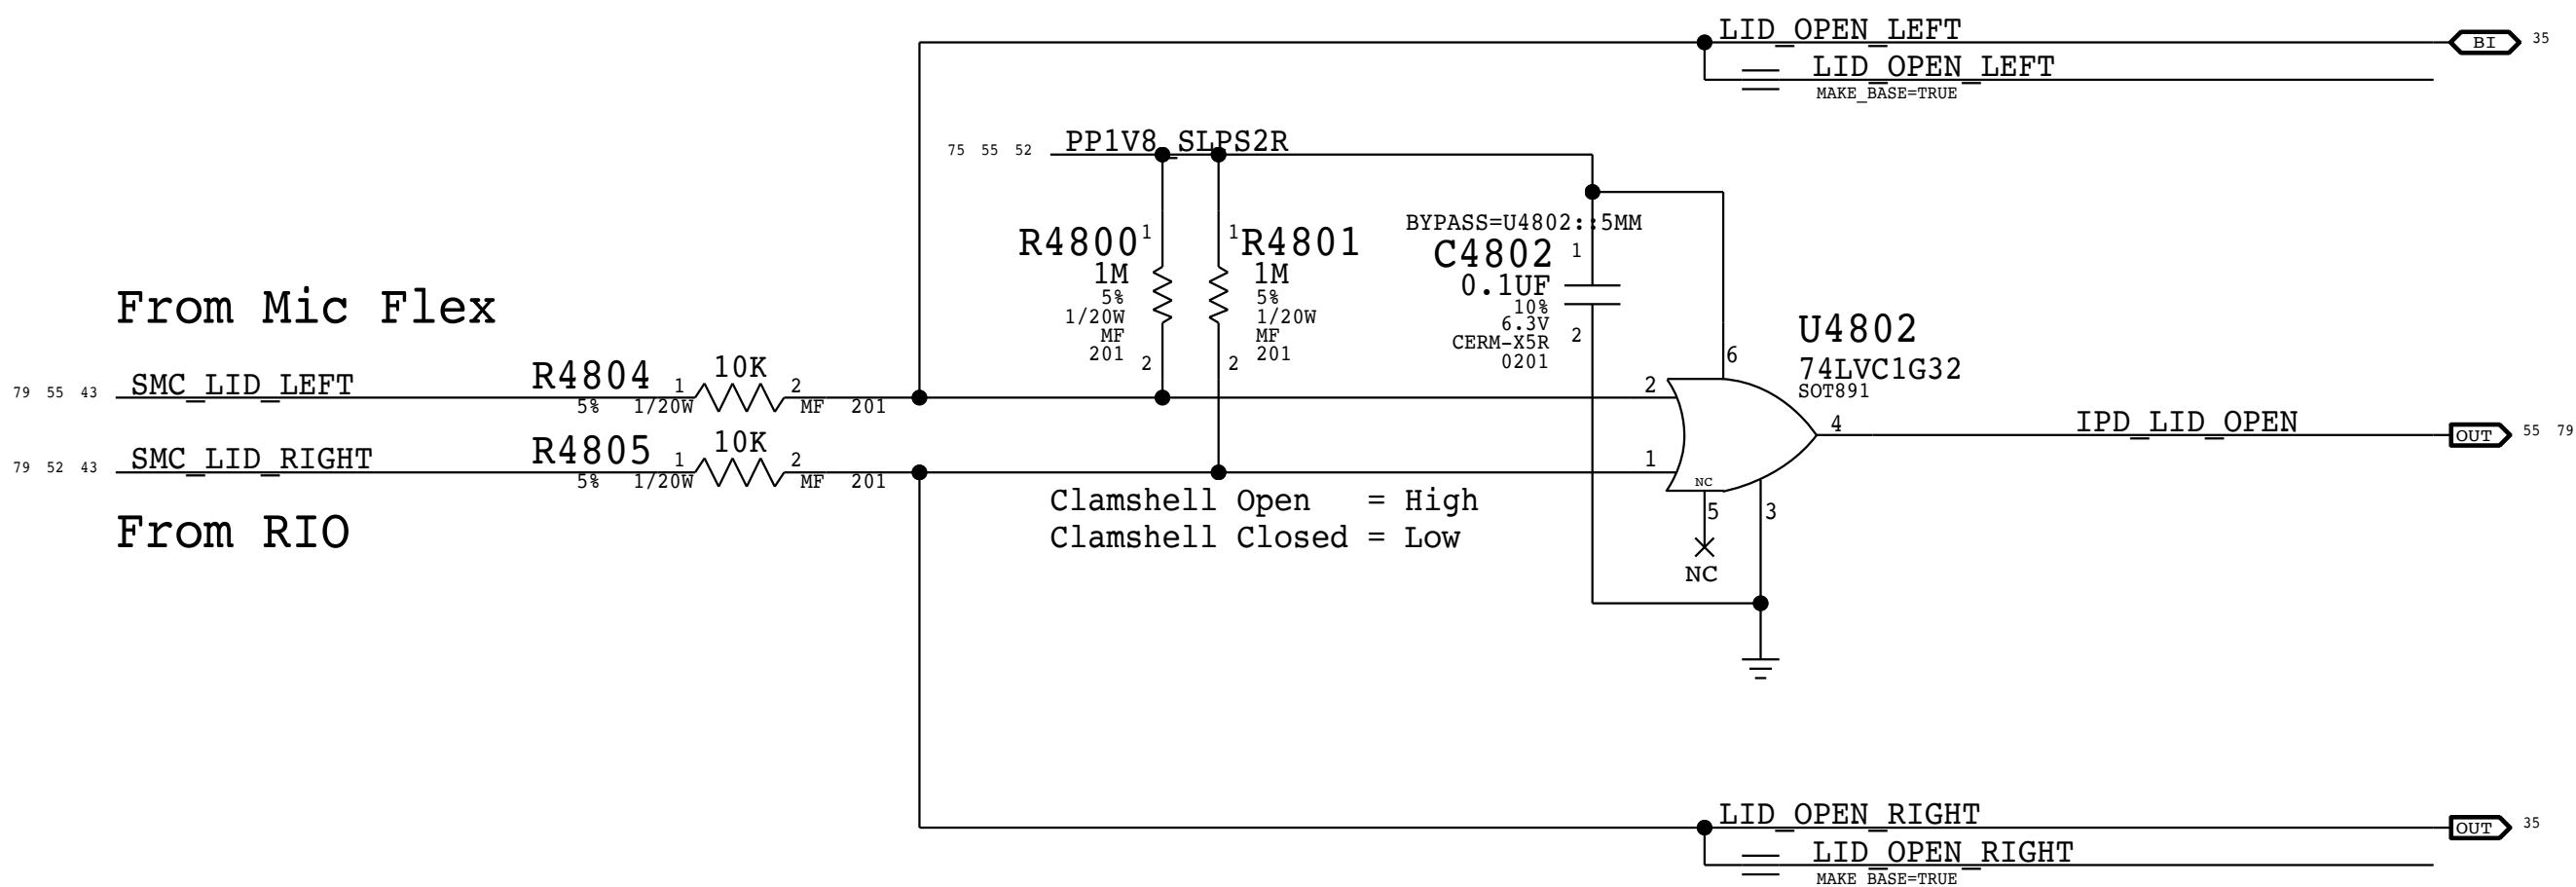 LID_OPEN_LEFT
BI 35
LID_OPEN_LEFT
MAKE_BASE=TRUE
75 55 52 PP1V8_SLPS2R
BYPASS=U4802::5MM
R4800 1
1M
5%
1/20W
MF
201
2
1 R4801
1M
5%
1/20W
MF
201
2
C4802 1
0.1UF
10%
6.3V
CERM-X5R
0201
2
From Mic Flex
U4802
74LVC1G32
SOT891
6
79 55 43 SMC_LID_LEFT
R4804 1 10K 2
5% 1/20W MF 201
2
4 IPD_LID_OPEN OUT 55 79
79 52 43 SMC_LID_RIGHT
R4805 1 10K 2
5% 1/20W MF 201
1
NC
5 3
NC
From RIO
Clamshell Open = High
Clamshell Closed = Low
LID_OPEN_RIGHT
OUT 35
LID_OPEN_RIGHT
MAKE_BASE=TRUE